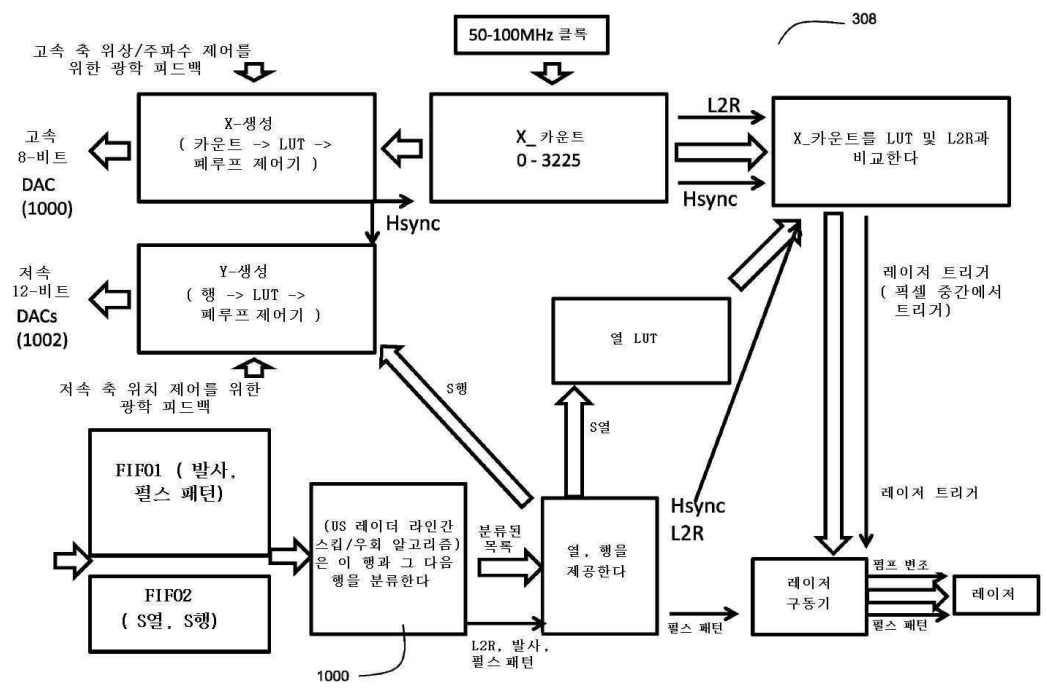 50-100MHz 클록
308
고속 축 위상/주파수 제어를
위한 광학 피드백
X-생성
( 카운트 -> LUT ->
폐루프 제어기 )
X_ 카운트
0 - 3225
L2R
Hsync
X_카운트를 LUT 및 L2R과
비교한다
고속
8-비트
DAC
(1000)
Hsync
저속
12-비트
DACs
(1002)
Y-생성
( 행 -> LUT ->
폐루프 제어기 )
저속 축 위치 제어를 위한
광학 피드백
S행
열 LUT
S열
레이저 트리거
( 픽셀 중간에서
트리거)
FIFO1 ( 발사,
펄스 패턴)
FIFO2
( S열, S행)
(US 레이더 라인간
스킵/우회 알고리즘)
은 이 행과 그 다음
행을 분류한다
분류된
목록
L2R, 발사,
펄스 패턴
1000
열, 행을
제공한다
Hsync
L2R
펄스 패턴
레이저 트리거
레이저
구동기
펌프 변조
펄스 패턴
레이저